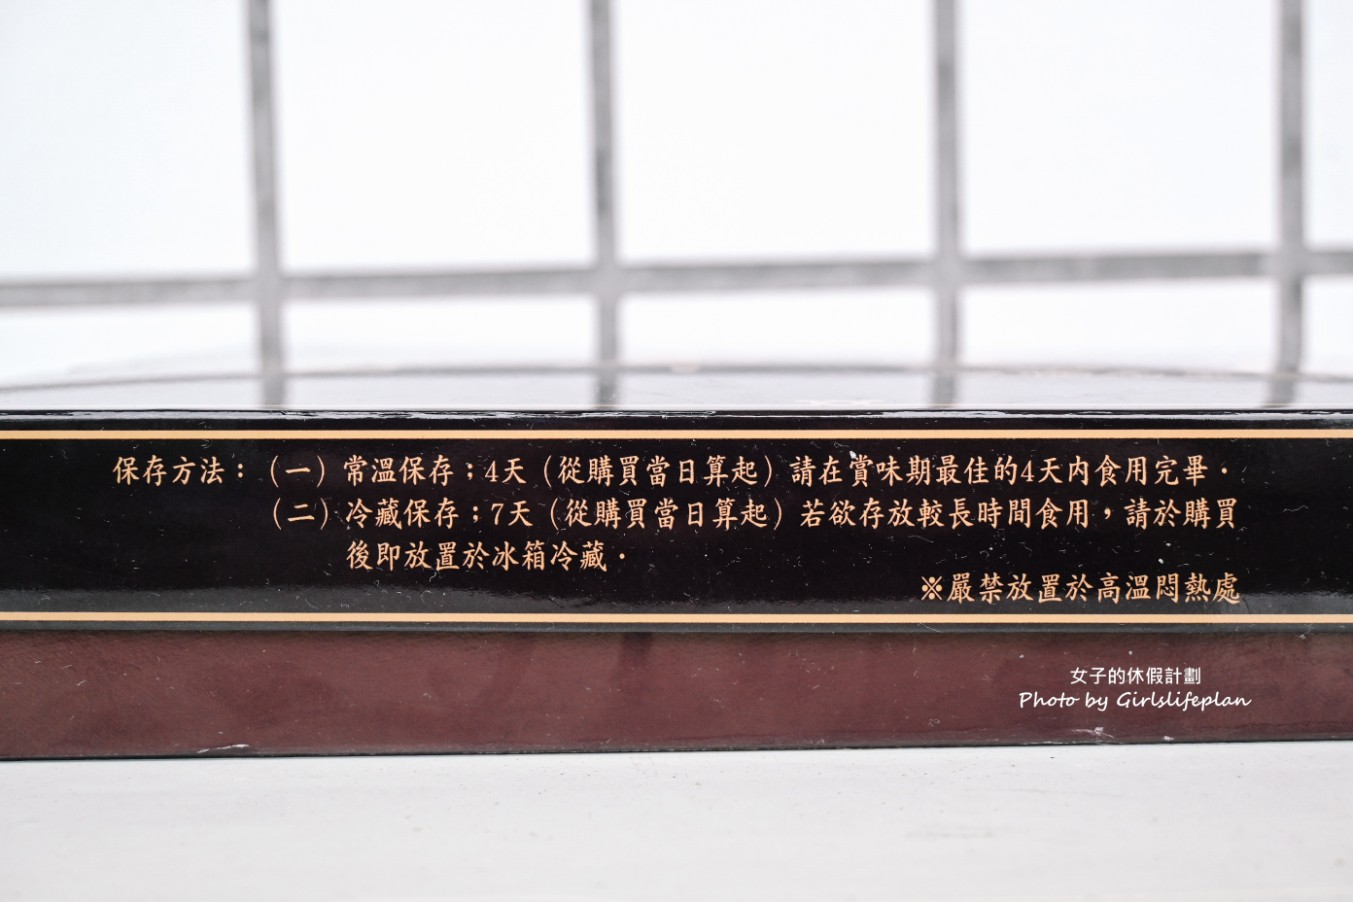 保存方法：（一）常溫保存；4天（從購買當日算起）請在賞味期最佳的4天內食用完畢．
（二）冷藏保存；7天（從購買當日算起）若欲存放較長時間食用，請於購買
後即放置於冰箱冷藏．
※嚴禁放置於高溫悶熱處
女子的休假計劃
Photo by Girlslifeplan